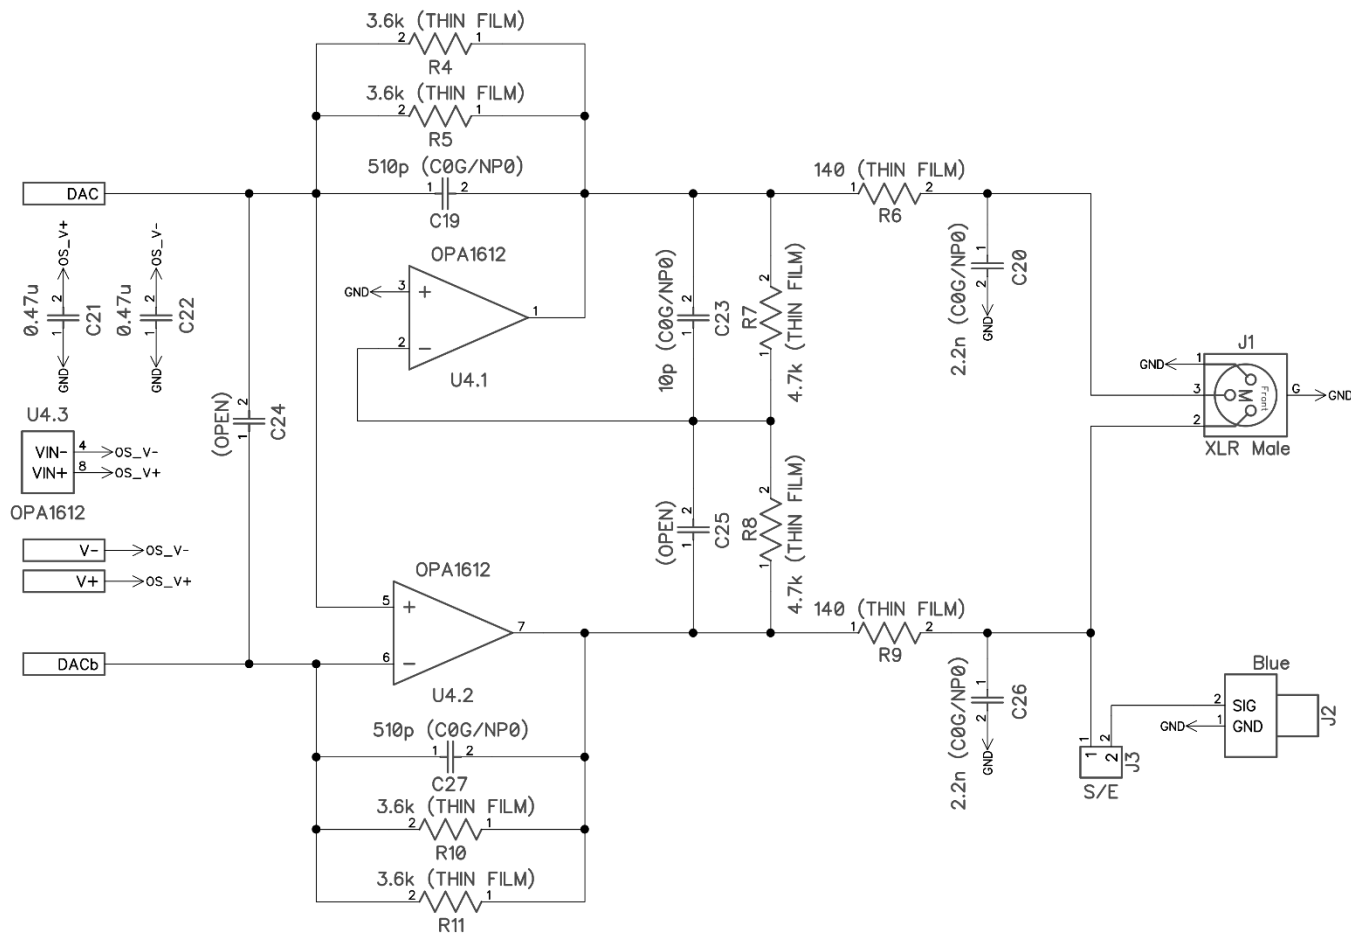 3.6k (THIN FILM)
2 1
R4
3.6k (THIN FILM)
2 1
R5
510p (C0G/NP0)
1 2
C19
DAC
140 (THIN FILM)
1 2
R6
OS_V+
2
0.47u
C21
1
GND
OS_V-
2
0.47u
C22
1
GND
OPA1612
GND
3
+
1
2
−
U4.1
10p (C0G/NP0)
2
C23
1
2
R7
1
4.7k (THIN FILM)
2.2n (C0G/NP0)
1
C20
2
GND
J1
GND
1
3
2
Front
M
G
GND
XLR Male
(OPEN)
2
C24
1
U4.3
VIN- 4 OS_V-
VIN+ 8 OS_V+
OPA1612
V- OS_V-
V+ OS_V+
(OPEN)
2
C25
1
2
R8
1
4.7k (THIN FILM)
OPA1612
5
+
7
6
−
U4.2
DACb
140 (THIN FILM)
1 2
R9
2.2n (C0G/NP0)
1
C26
2
GND
Blue
2 SIG
GND 1 GND
J2
1 2
1 2
J3
S/E
510p (C0G/NP0)
1 2
C27
3.6k (THIN FILM)
2 1
R10
3.6k (THIN FILM)
2 1
R11